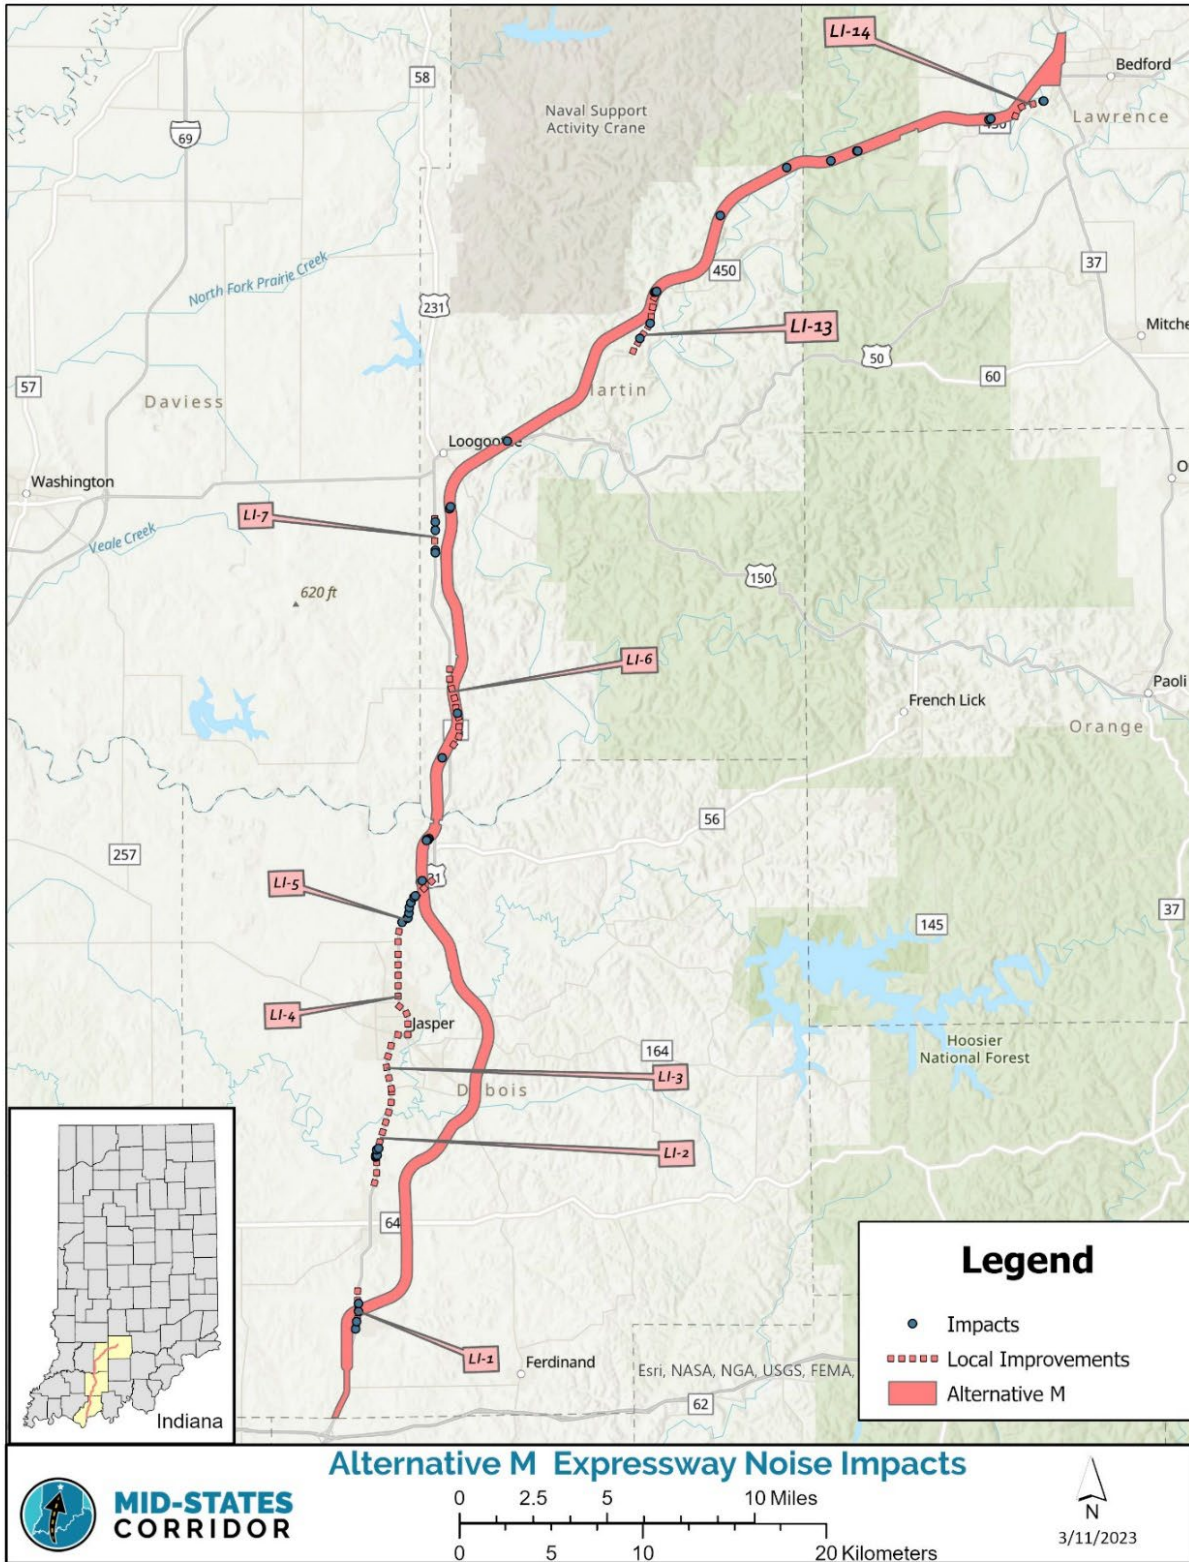 LI-14
Bedford
Lawrence
58
Naval Support
Activity Crane
69
450
37
North Fork Prairie Creek
231
450
LI-13
Mitche
50
60
57
Daviess
artin
Washington
LI-7
Veale Creek
620 ft
150
LI-6
French Lick
Paoli
Orange
56
257
LI-5
37
145
LI-4
Jasper
Hoosier
National Forest
164
LI-3
LI-2
64
LI-1
Ferdinand
Esri, NASA, NGA, USGS, FEMA,
62
Indiana
Legend
Impacts
Local Improvements
Alternative M
Alternative M Expressway Noise Impacts
MID-STATES
CORRIDOR
0 2.5 5 10 Miles
0 5 10 20 Kilometers
N
3/11/2023